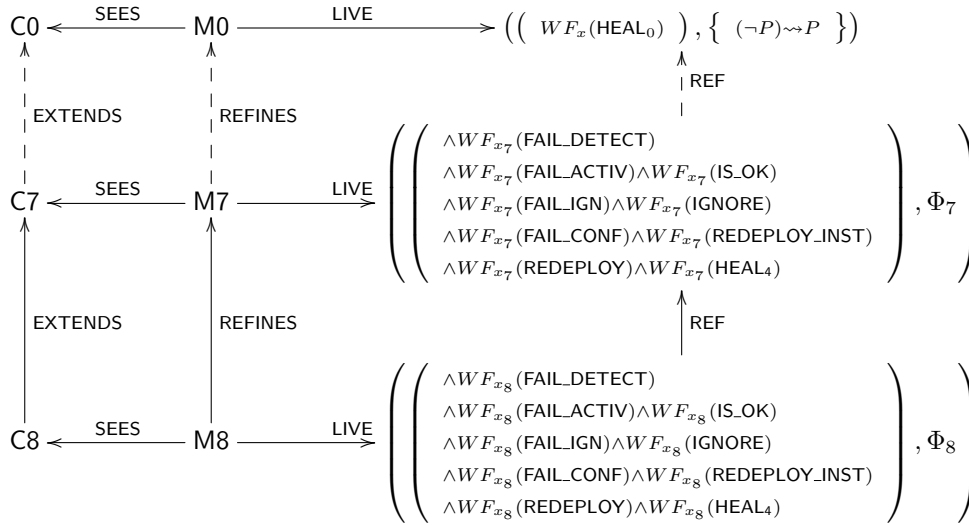 C0 SEES M0 LIVE (( WF_x(HEAL_0) ), { (¬P)⇝P })
EXTENDS REFINES REF
∧WF_{x_7}(FAIL_DETECT)
∧WF_{x_7}(FAIL_ACTIV)∧WF_{x_7}(IS_OK)
C7 SEES M7 LIVE ∧WF_{x_7}(FAIL_IGN)∧WF_{x_7}(IGNORE) , Φ_7
∧WF_{x_7}(FAIL_CONF)∧WF_{x_7}(REDEPLOY_INST)
∧WF_{x_7}(REDEPLOY)∧WF_{x_7}(HEAL_4)
EXTENDS REFINES REF
∧WF_{x_8}(FAIL_DETECT)
∧WF_{x_8}(FAIL_ACTIV)∧WF_{x_8}(IS_OK)
C8 SEES M8 LIVE ∧WF_{x_8}(FAIL_IGN)∧WF_{x_8}(IGNORE) , Φ_8
∧WF_{x_8}(FAIL_CONF)∧WF_{x_8}(REDEPLOY_INST)
∧WF_{x_8}(REDEPLOY)∧WF_{x_8}(HEAL_4)